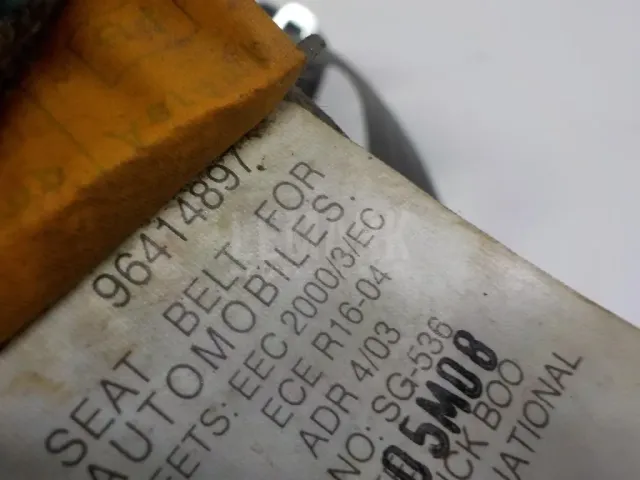 96414897
SEAT BELT FOR
AUTOMOBILES.
EETS: EEC 2000/3/EC
ECE R16-04
ADR 4/03
NO: SG-536
05M08
CK BOO
NATIONAL